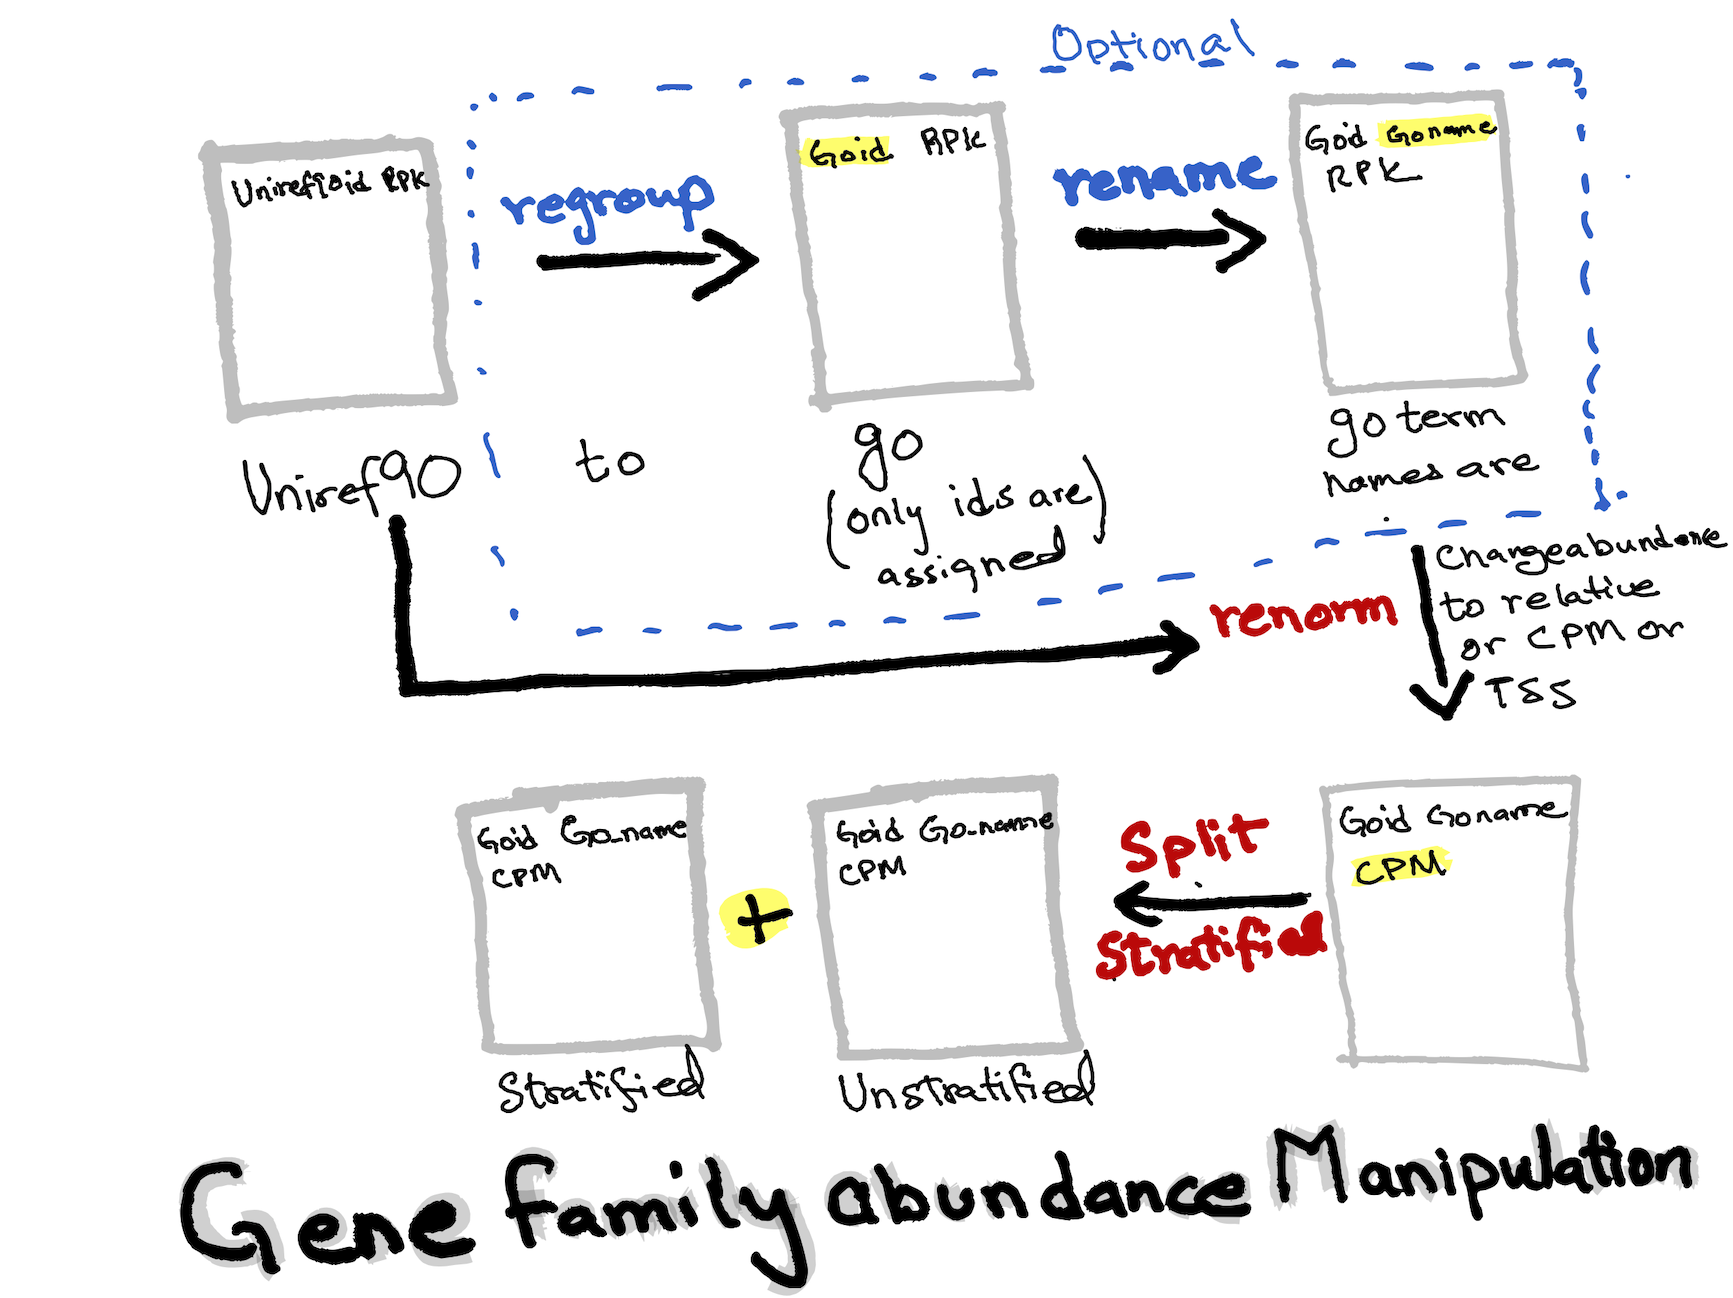 Optional
Uniref90id RPK
regroup
Goid RPK
rename
Goid Goname
RPK
Uniref90
to
go
(only ids are
assigned)
go term
names are
renorm
Changeabundance
to relative
or CPM or
TSS
Goid Go_name
CPM
+
Goid Go_name
CPM
Split
Stratified
Goid Goname
CPM
Stratified
Unstratified
Gene family abundance Manipulation